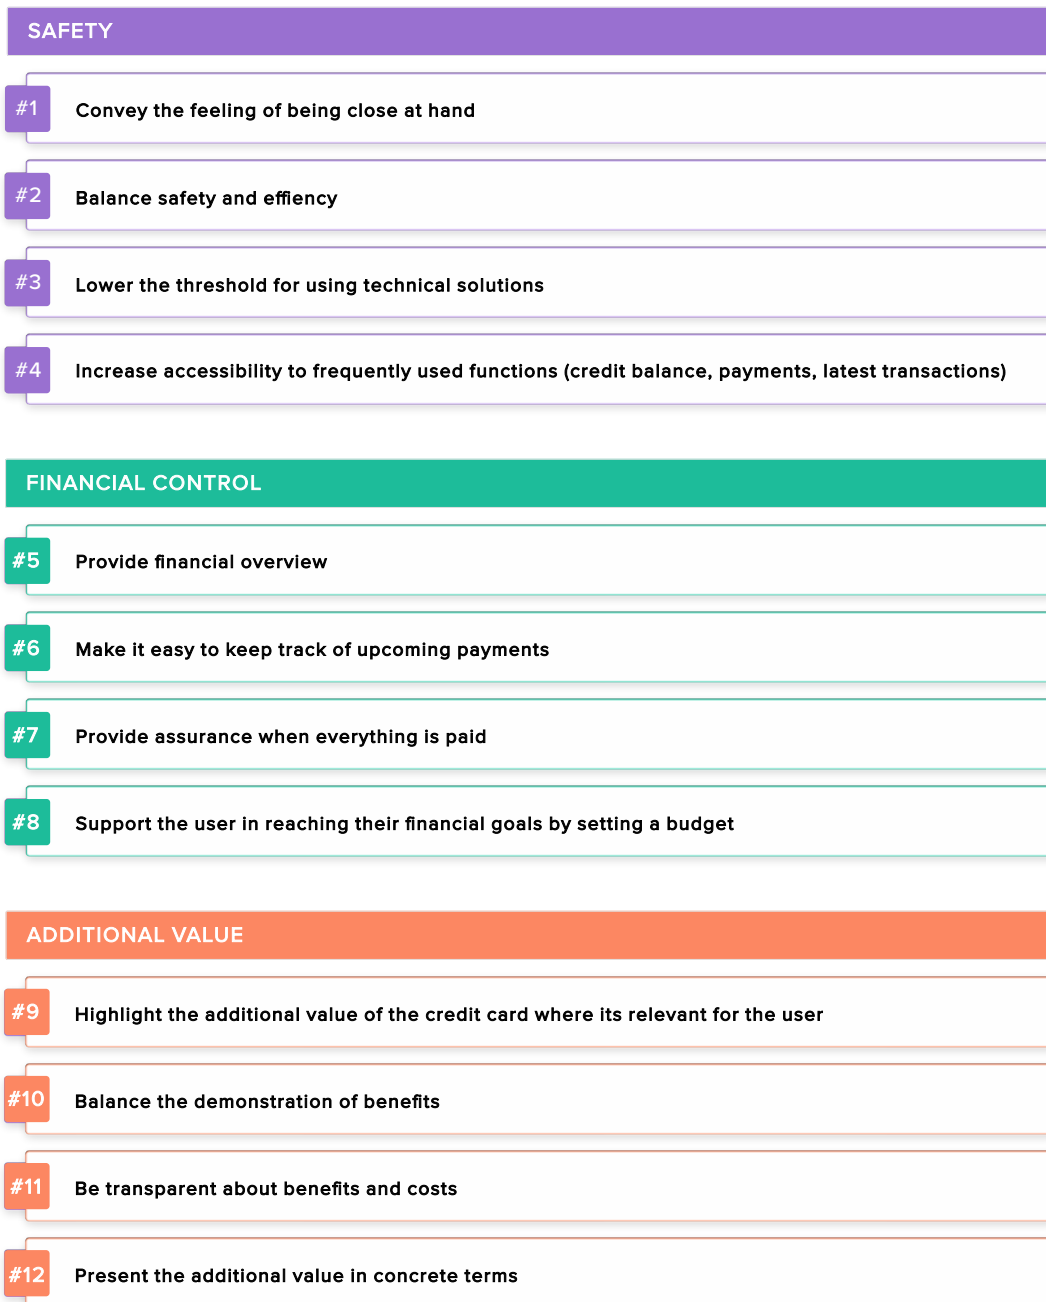 SAFETY
#1 Convey the feeling of being close at hand
#2 Balance safety and effiency
#3 Lower the threshold for using technical solutions
#4 Increase accessibility to frequently used functions (credit balance, payments, latest transactions)
FINANCIAL CONTROL
#5 Provide financial overview
#6 Make it easy to keep track of upcoming payments
#7 Provide assurance when everything is paid
#8 Support the user in reaching their financial goals by setting a budget
ADDITIONAL VALUE
#9 Highlight the additional value of the credit card where its relevant for the user
#10 Balance the demonstration of benefits
#11 Be transparent about benefits and costs
#12 Present the additional value in concrete terms